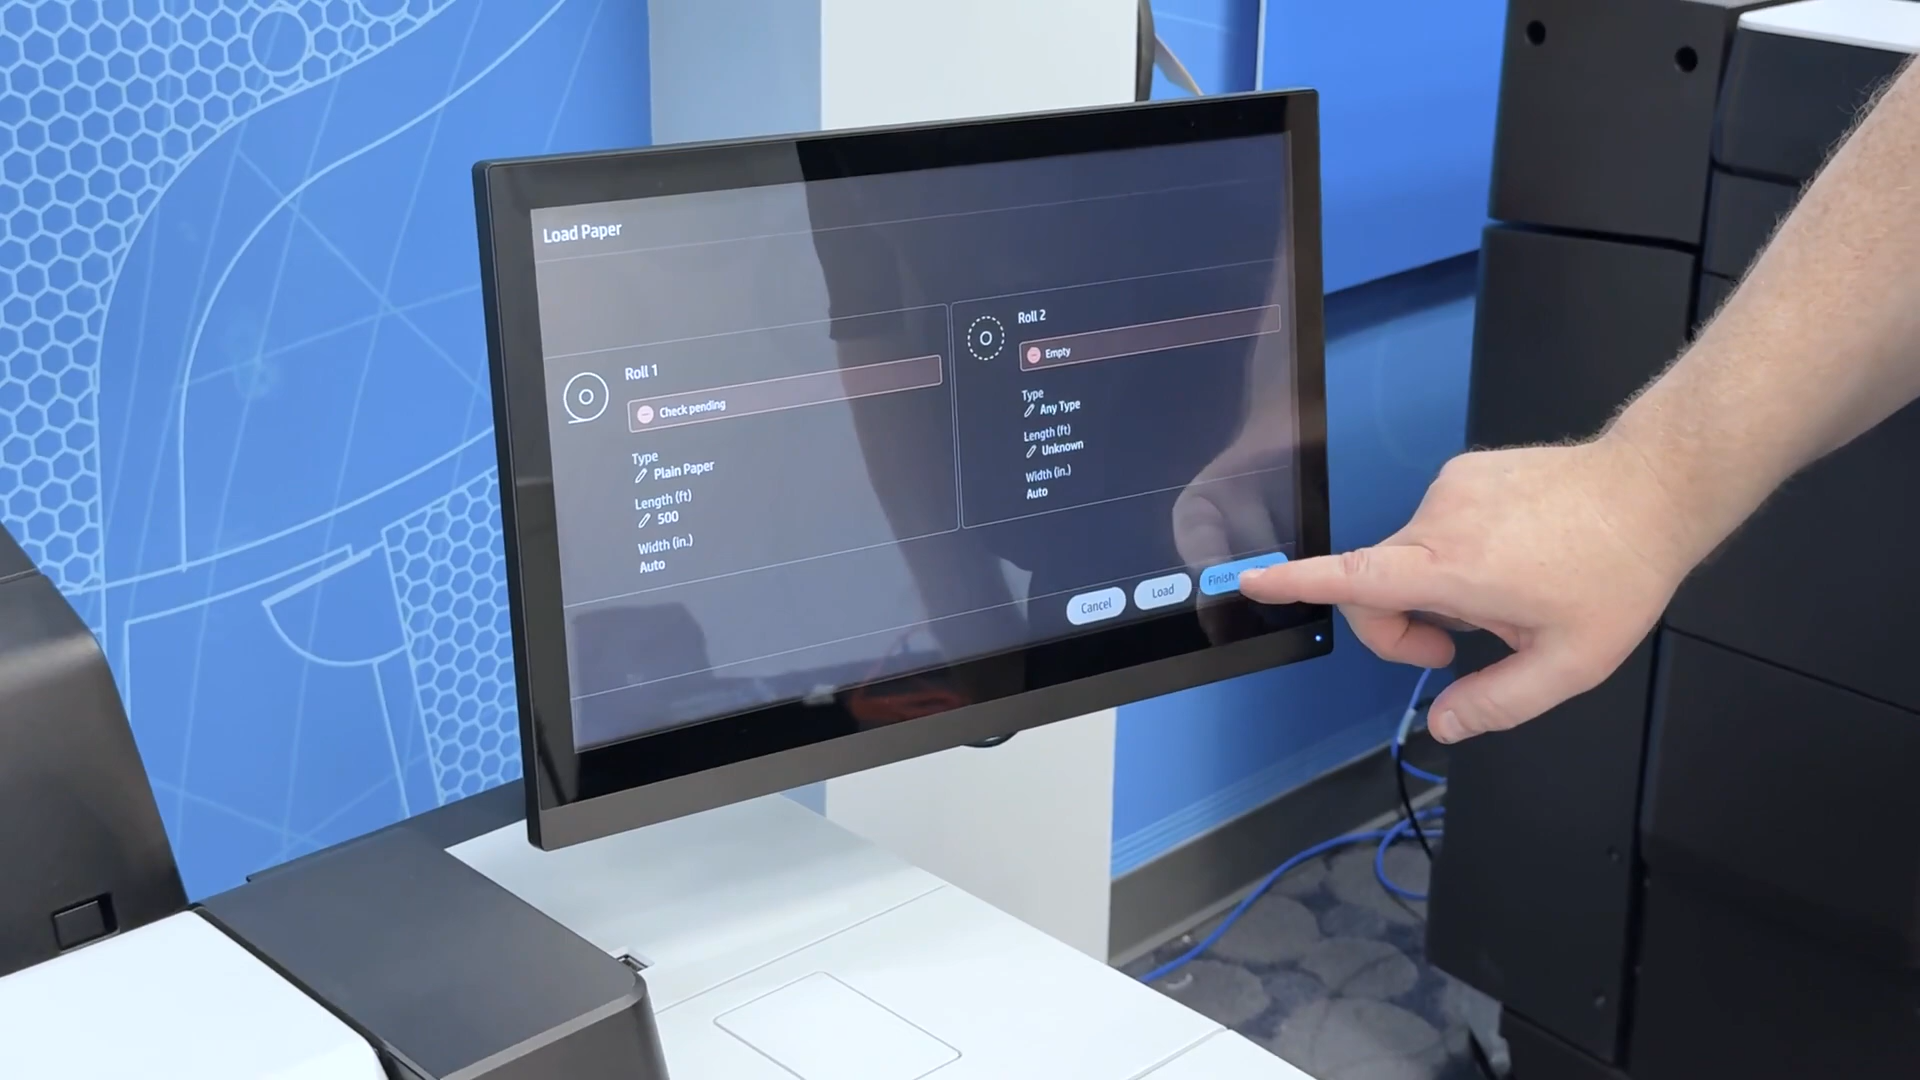 Load Paper
Roll 1
Check pending
Type
Plain Paper
Length (ft)
500
Width (in.)
Auto
Roll 2
Empty
Type
Any Type
Length (ft)
Unknown
Width (in.)
Auto
Cancel
Load
Finish